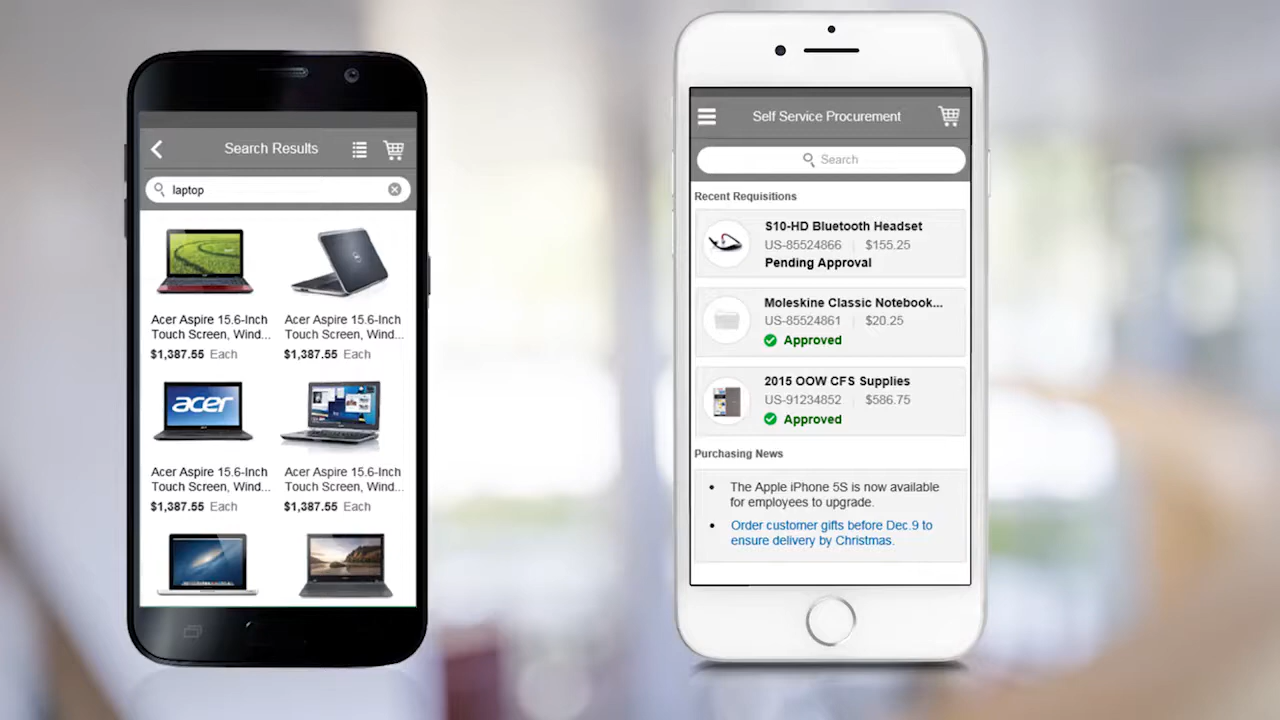 Search Results
laptop
Acer Aspire 15.6-Inch
Touch Screen, Wind...
$1,387.55 Each
Acer Aspire 15.6-Inch
Touch Screen, Wind...
$1,387.55 Each
acer
Acer Aspire 15.6-Inch
Touch Screen, Wind...
$1,387.55 Each
Acer Aspire 15.6-Inch
Touch Screen, Wind...
$1,387.55 Each
Self Service Procurement
Search
Recent Requisitions
S10-HD Bluetooth Headset
US-85524866 | $155.25
Pending Approval
Moleskine Classic Notebook...
US-85524861 | $20.25
Approved
2015 OOW CFS Supplies
US-91234852 | $586.75
Approved
Purchasing News
• The Apple iPhone 5S is now available
for employees to upgrade.
• Order customer gifts before Dec.9 to
ensure delivery by Christmas.